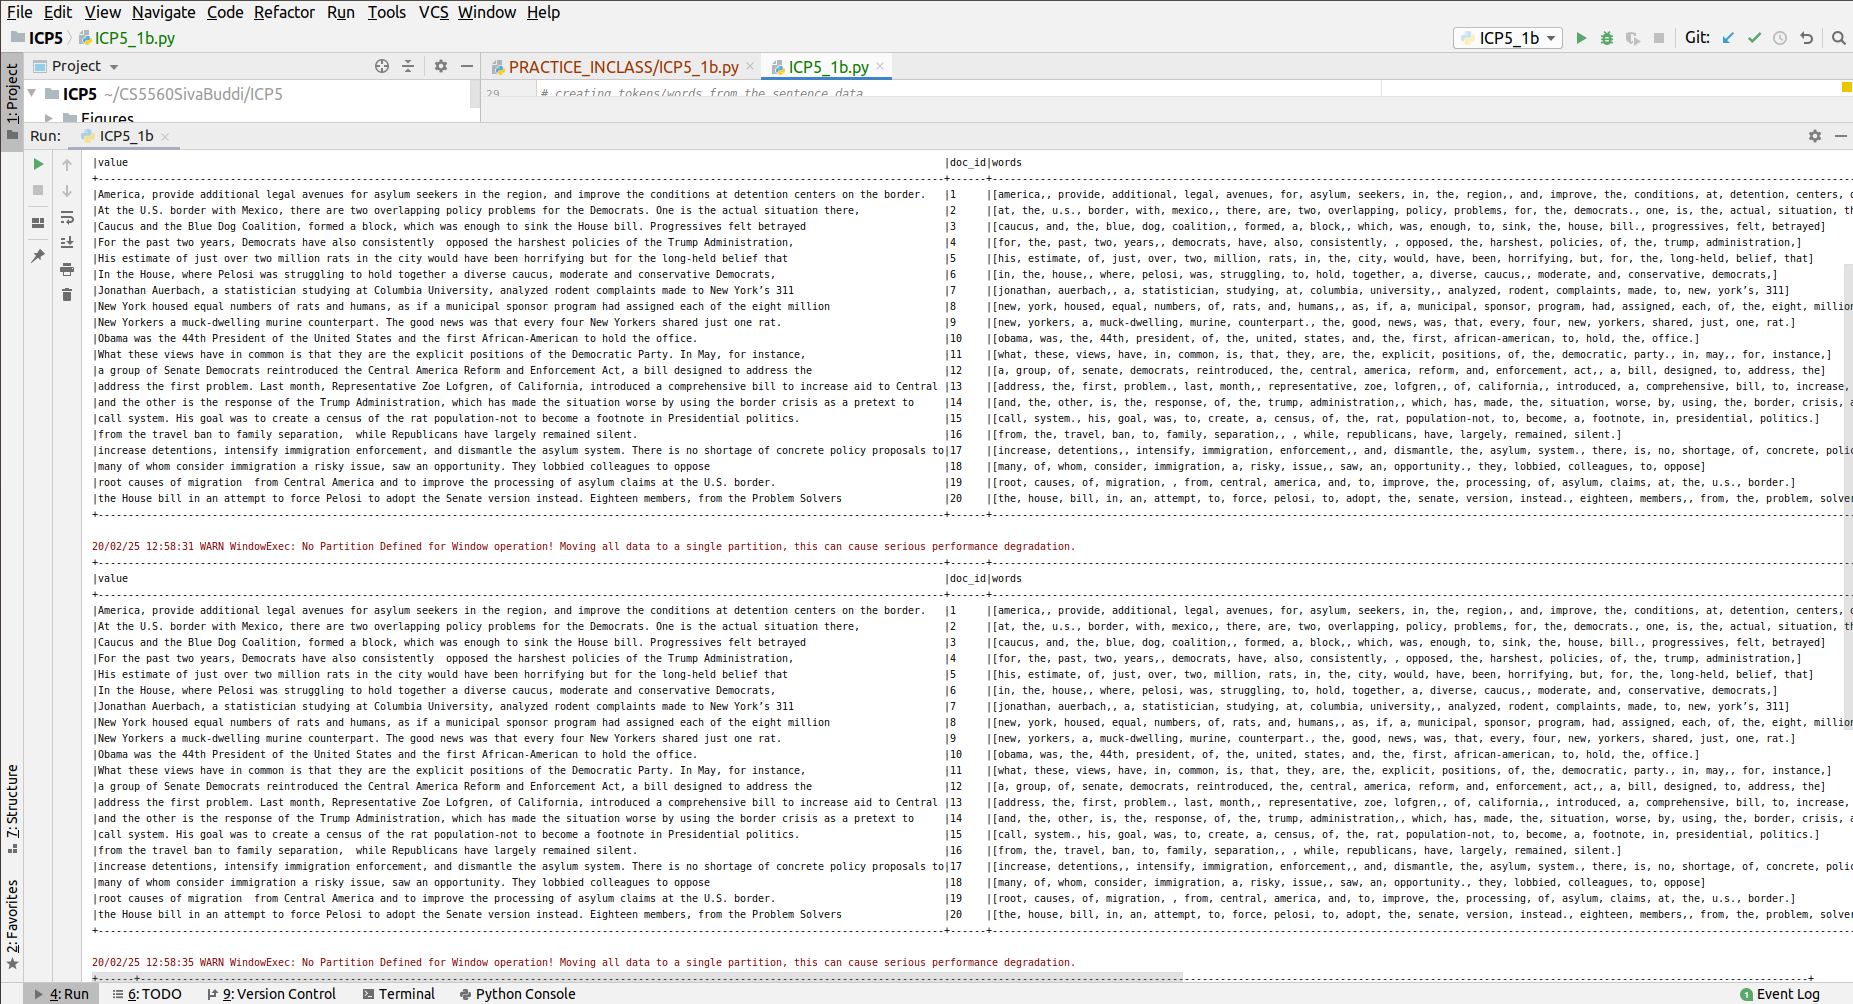 File Edit View Navigate Code Refactor Run Tools VCS Window Help
ICP5 ICP5_1b.py ICP5_1b Git:
1: Project Project PRACTICE_INCLASS/ICP5_1b.py ICP5_1b.py
ICP5 ~/CS5560SivaBuddi/ICP5 29 # creating tokens/words from the sentence data
Figures
Run: ICP5_1b
|value |doc_id|words
|America, provide additional legal avenues for asylum seekers in the region, and improve the conditions at detention centers on the border. |1 |[america,, provide, additional, legal, avenues, for, asylum, seekers, in, the, region,, and, improve, the, conditions, at, detention, centers,
|At the U.S. border with Mexico, there are two overlapping policy problems for the Democrats. One is the actual situation there, |2 |[at, the, u.s., border, with, mexico,, there, are, two, overlapping, policy, problems, for, the, democrats., one, is, the, actual, situation, th
|Caucus and the Blue Dog Coalition, formed a block, which was enough to sink the House bill. Progressives felt betrayed |3 |[caucus, and, the, blue, dog, coalition,, formed, a, block,, which, was, enough, to, sink, the, house, bill., progressives, felt, betrayed]
|For the past two years, Democrats have also consistently  opposed the harshest policies of the Trump Administration, |4 |[for, the, past, two, years,, democrats, have, also, consistently, , opposed, the, harshest, policies, of, the, trump, administration,]
|His estimate of just over two million rats in the city would have been horrifying but for the long-held belief that |5 |[his, estimate, of, just, over, two, million, rats, in, the, city, would, have, been, horrifying, but, for, the, long-held, belief, that]
|In the House, where Pelosi was struggling to hold together a diverse caucus, moderate and conservative Democrats, |6 |[in, the, house,, where, pelosi, was, struggling, to, hold, together, a, diverse, caucus,, moderate, and, conservative, democrats,]
|Jonathan Auerbach, a statistician studying at Columbia University, analyzed rodent complaints made to New York’s 311 |7 |[jonathan, auerbach,, a, statistician, studying, at, columbia, university,, analyzed, rodent, complaints, made, to, new, york’s, 311]
|New York housed equal numbers of rats and humans, as if a municipal sponsor program had assigned each of the eight million |8 |[new, york, housed, equal, numbers, of, rats, and, humans,, as, if, a, municipal, sponsor, program, had, assigned, each, of, the, eight, million
|New Yorkers a muck-dwelling murine counterpart. The good news was that every four New Yorkers shared just one rat. |9 |[new, yorkers, a, muck-dwelling, murine, counterpart., the, good, news, was, that, every, four, new, yorkers, shared, just, one, rat.]
|Obama was the 44th President of the United States and the first African-American to hold the office. |10 |[obama, was, the, 44th, president, of, the, united, states, and, the, first, african-american, to, hold, the, office.]
|What these views have in common is that they are the explicit positions of the Democratic Party. In May, for instance, |11 |[what, these, views, have, in, common, is, that, they, are, the, explicit, positions, of, the, democratic, party., in, may,, for, instance,]
|a group of Senate Democrats reintroduced the Central America Reform and Enforcement Act, a bill designed to address the |12 |[a, group, of, senate, democrats, reintroduced, the, central, america, reform, and, enforcement, act,, a, bill, designed, to, address, the]
|address the first problem. Last month, Representative Zoe Lofgren, of California, introduced a comprehensive bill to increase aid to Central |13 |[address, the, first, problem., last, month,, representative, zoe, lofgren,, of, california,, introduced, a, comprehensive, bill, to, increase,
|and the other is the response of the Trump Administration, which has made the situation worse by using the border crisis as a pretext to |14 |[and, the, other, is, the, response, of, the, trump, administration,, which, has, made, the, situation, worse, by, using, the, border, crisis, a
|call system. His goal was to create a census of the rat population-not to become a footnote in Presidential politics. |15 |[call, system., his, goal, was, to, create, a, census, of, the, rat, population-not, to, become, a, footnote, in, presidential, politics.]
|from the travel ban to family separation,  while Republicans have largely remained silent. |16 |[from, the, travel, ban, to, family, separation,, , while, republicans, have, largely, remained, silent.]
|increase detentions, intensify immigration enforcement, and dismantle the asylum system. There is no shortage of concrete policy proposals to|17 |[increase, detentions,, intensify, immigration, enforcement,, and, dismantle, the, asylum, system., there, is, no, shortage, of, concrete, polic
|many of whom consider immigration a risky issue, saw an opportunity. They lobbied colleagues to oppose |18 |[many, of, whom, consider, immigration, a, risky, issue,, saw, an, opportunity., they, lobbied, colleagues, to, oppose]
|root causes of migration  from Central America and to improve the processing of asylum claims at the U.S. border. |19 |[root, causes, of, migration, , from, central, america, and, to, improve, the, processing, of, asylum, claims, at, the, u.s., border.]
|the House bill in an attempt to force Pelosi to adopt the Senate version instead. Eighteen members, from the Problem Solvers |20 |[the, house, bill, in, an, attempt, to, force, pelosi, to, adopt, the, senate, version, instead., eighteen, members,, from, the, problem, solver
20/02/25 12:58:31 WARN WindowExec: No Partition Defined for Window operation! Moving all data to a single partition, this can cause serious performance degradation.
|value |doc_id|words
|America, provide additional legal avenues for asylum seekers in the region, and improve the conditions at detention centers on the border. |1 |[america,, provide, additional, legal, avenues, for, asylum, seekers, in, the, region,, and, improve, the, conditions, at, detention, centers,
|At the U.S. border with Mexico, there are two overlapping policy problems for the Democrats. One is the actual situation there, |2 |[at, the, u.s., border, with, mexico,, there, are, two, overlapping, policy, problems, for, the, democrats., one, is, the, actual, situation, th
|Caucus and the Blue Dog Coalition, formed a block, which was enough to sink the House bill. Progressives felt betrayed |3 |[caucus, and, the, blue, dog, coalition,, formed, a, block,, which, was, enough, to, sink, the, house, bill., progressives, felt, betrayed]
|For the past two years, Democrats have also consistently  opposed the harshest policies of the Trump Administration, |4 |[for, the, past, two, years,, democrats, have, also, consistently, , opposed, the, harshest, policies, of, the, trump, administration,]
|His estimate of just over two million rats in the city would have been horrifying but for the long-held belief that |5 |[his, estimate, of, just, over, two, million, rats, in, the, city, would, have, been, horrifying, but, for, the, long-held, belief, that]
|In the House, where Pelosi was struggling to hold together a diverse caucus, moderate and conservative Democrats, |6 |[in, the, house,, where, pelosi, was, struggling, to, hold, together, a, diverse, caucus,, moderate, and, conservative, democrats,]
|Jonathan Auerbach, a statistician studying at Columbia University, analyzed rodent complaints made to New York’s 311 |7 |[jonathan, auerbach,, a, statistician, studying, at, columbia, university,, analyzed, rodent, complaints, made, to, new, york’s, 311]
|New York housed equal numbers of rats and humans, as if a municipal sponsor program had assigned each of the eight million |8 |[new, york, housed, equal, numbers, of, rats, and, humans,, as, if, a, municipal, sponsor, program, had, assigned, each, of, the, eight, million
|New Yorkers a muck-dwelling murine counterpart. The good news was that every four New Yorkers shared just one rat. |9 |[new, yorkers, a, muck-dwelling, murine, counterpart., the, good, news, was, that, every, four, new, yorkers, shared, just, one, rat.]
|Obama was the 44th President of the United States and the first African-American to hold the office. |10 |[obama, was, the, 44th, president, of, the, united, states, and, the, first, african-american, to, hold, the, office.]
|What these views have in common is that they are the explicit positions of the Democratic Party. In May, for instance, |11 |[what, these, views, have, in, common, is, that, they, are, the, explicit, positions, of, the, democratic, party., in, may,, for, instance,]
|a group of Senate Democrats reintroduced the Central America Reform and Enforcement Act, a bill designed to address the |12 |[a, group, of, senate, democrats, reintroduced, the, central, america, reform, and, enforcement, act,, a, bill, designed, to, address, the]
|address the first problem. Last month, Representative Zoe Lofgren, of California, introduced a comprehensive bill to increase aid to Central |13 |[address, the, first, problem., last, month,, representative, zoe, lofgren,, of, california,, introduced, a, comprehensive, bill, to, increase,
|and the other is the response of the Trump Administration, which has made the situation worse by using the border crisis as a pretext to |14 |[and, the, other, is, the, response, of, the, trump, administration,, which, has, made, the, situation, worse, by, using, the, border, crisis, a
|call system. His goal was to create a census of the rat population-not to become a footnote in Presidential politics. |15 |[call, system., his, goal, was, to, create, a, census, of, the, rat, population-not, to, become, a, footnote, in, presidential, politics.]
|from the travel ban to family separation,  while Republicans have largely remained silent. |16 |[from, the, travel, ban, to, family, separation,, , while, republicans, have, largely, remained, silent.]
|increase detentions, intensify immigration enforcement, and dismantle the asylum system. There is no shortage of concrete policy proposals to|17 |[increase, detentions,, intensify, immigration, enforcement,, and, dismantle, the, asylum, system., there, is, no, shortage, of, concrete, polic
|many of whom consider immigration a risky issue, saw an opportunity. They lobbied colleagues to oppose |18 |[many, of, whom, consider, immigration, a, risky, issue,, saw, an, opportunity., they, lobbied, colleagues, to, oppose]
|root causes of migration  from Central America and to improve the processing of asylum claims at the U.S. border. |19 |[root, causes, of, migration, , from, central, america, and, to, improve, the, processing, of, asylum, claims, at, the, u.s., border.]
|the House bill in an attempt to force Pelosi to adopt the Senate version instead. Eighteen members, from the Problem Solvers |20 |[the, house, bill, in, an, attempt, to, force, pelosi, to, adopt, the, senate, version, instead., eighteen, members,, from, the, problem, solver
20/02/25 12:58:35 WARN WindowExec: No Partition Defined for Window operation! Moving all data to a single partition, this can cause serious performance degradation.
7: Structure
2: Favorites
4: Run 6: TODO 9: Version Control Terminal Python Console 1 Event Log